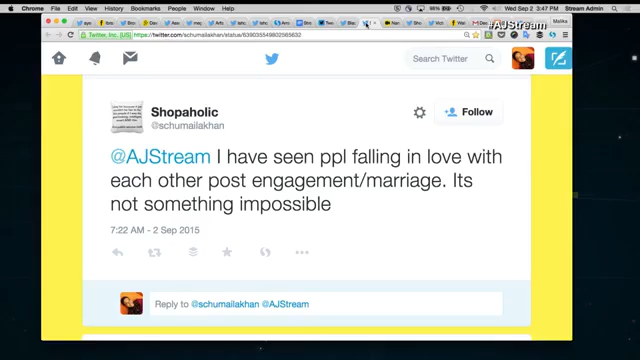 Chrome File Edit View History Bookmarks Window Help
98% Wed Sep 2 3:47 PM Stream Admin
Malika
#AJStream
Twitter, Inc. [US] https://twitter.com/schumailakhan/status/639035549802565632
Search Twitter
Shopaholic
@schumailakhan
Follow
@AJStream I have seen ppl falling in love with
each other post engagement/marriage. Its
not something impossible
7:22 AM - 2 Sep 2015
Reply to @schumailakhan @AJStream